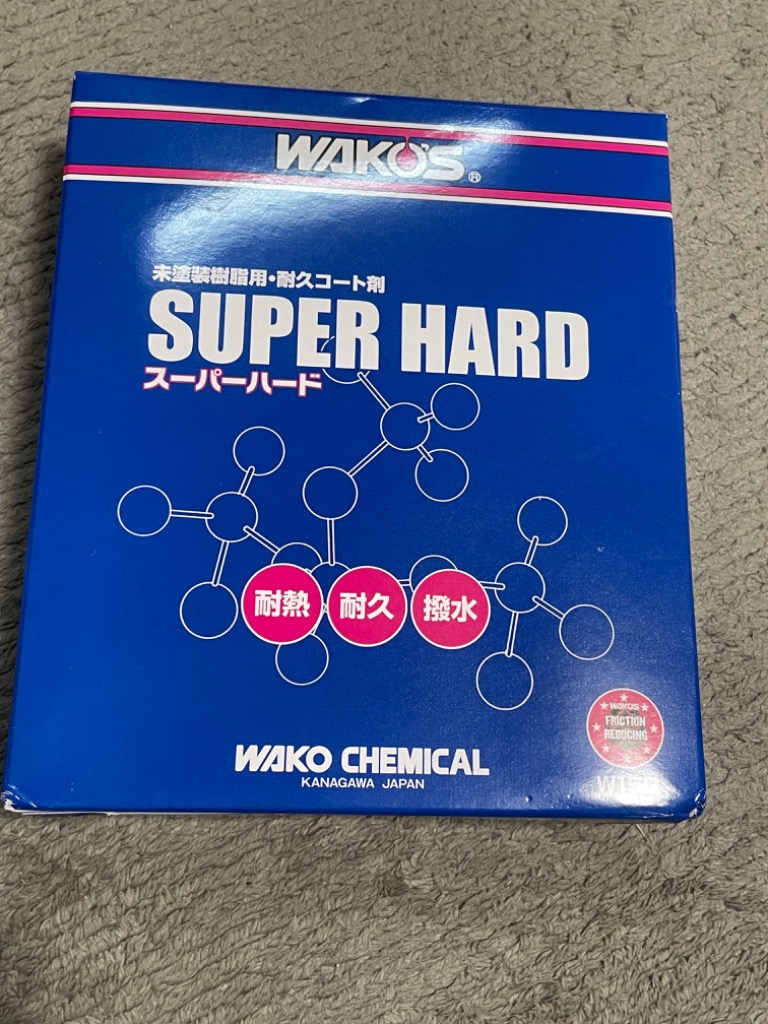 WAKO'S®
未塗装樹脂用・耐久コート剤
SUPER HARD
スーパーハード
耐熱 耐久 撥水
WAKO'S
FRICTION
REDUCING
WAKO CHEMICAL
KANAGAWA JAPAN